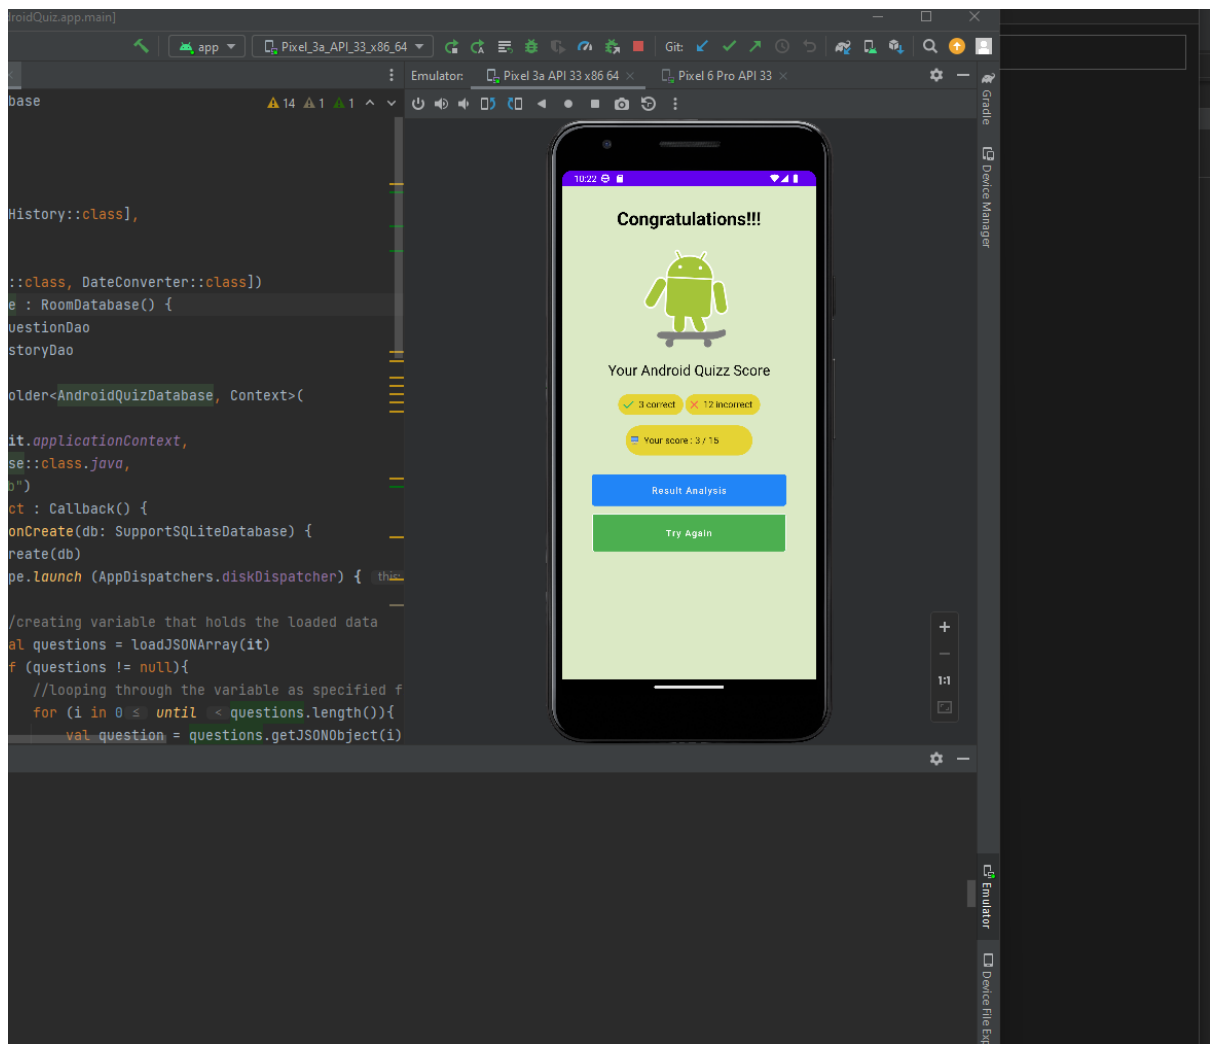 droidQuiz.app.main]
app
Pixel_3a_API_33_x86_64
Git:
Emulator:
Pixel 3a API 33 x86 64
Pixel 6 Pro API 33
base
14
1
1
History::class],
::class, DateConverter::class])
e : RoomDatabase() {
uestionDao
storyDao
older<AndroidQuizDatabase, Context>(
it.applicationContext,
se::class.java,
b")
ct : Callback() {
onCreate(db: SupportSQLiteDatabase) {
reate(db)
pe.launch (AppDispatchers.diskDispatcher) { this:
/creating variable that holds the loaded data
al questions = loadJSONArray(it)
f (questions != null){
//looping through the variable as specified f
for (i in 0 ≤ until < questions.length()){
val question = questions.getJSONObject(i)
10:22
Congratulations!!!
Your Android Quizz Score
3 correct
12 incorrect
Your score : 3 / 15
Result Analysis
Try Again
1:1
Gradle
Device Manager
Emulator
Device File Exp